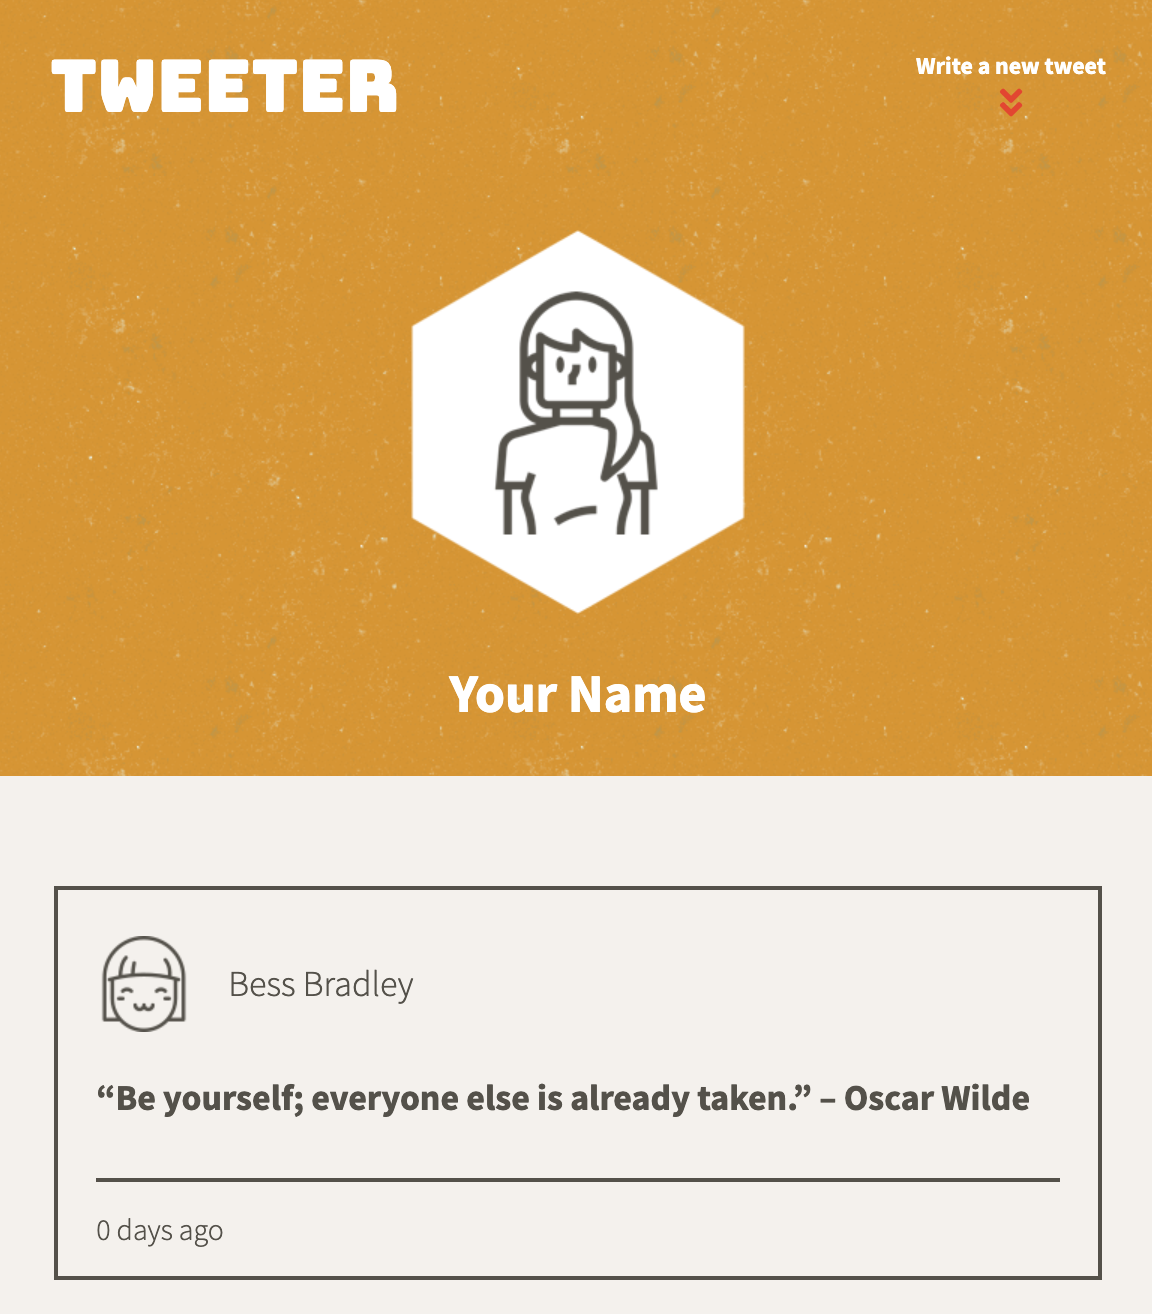 TWEETER
Write a new tweet
Your Name
Bess Bradley
“Be yourself; everyone else is already taken.” – Oscar Wilde
0 days ago